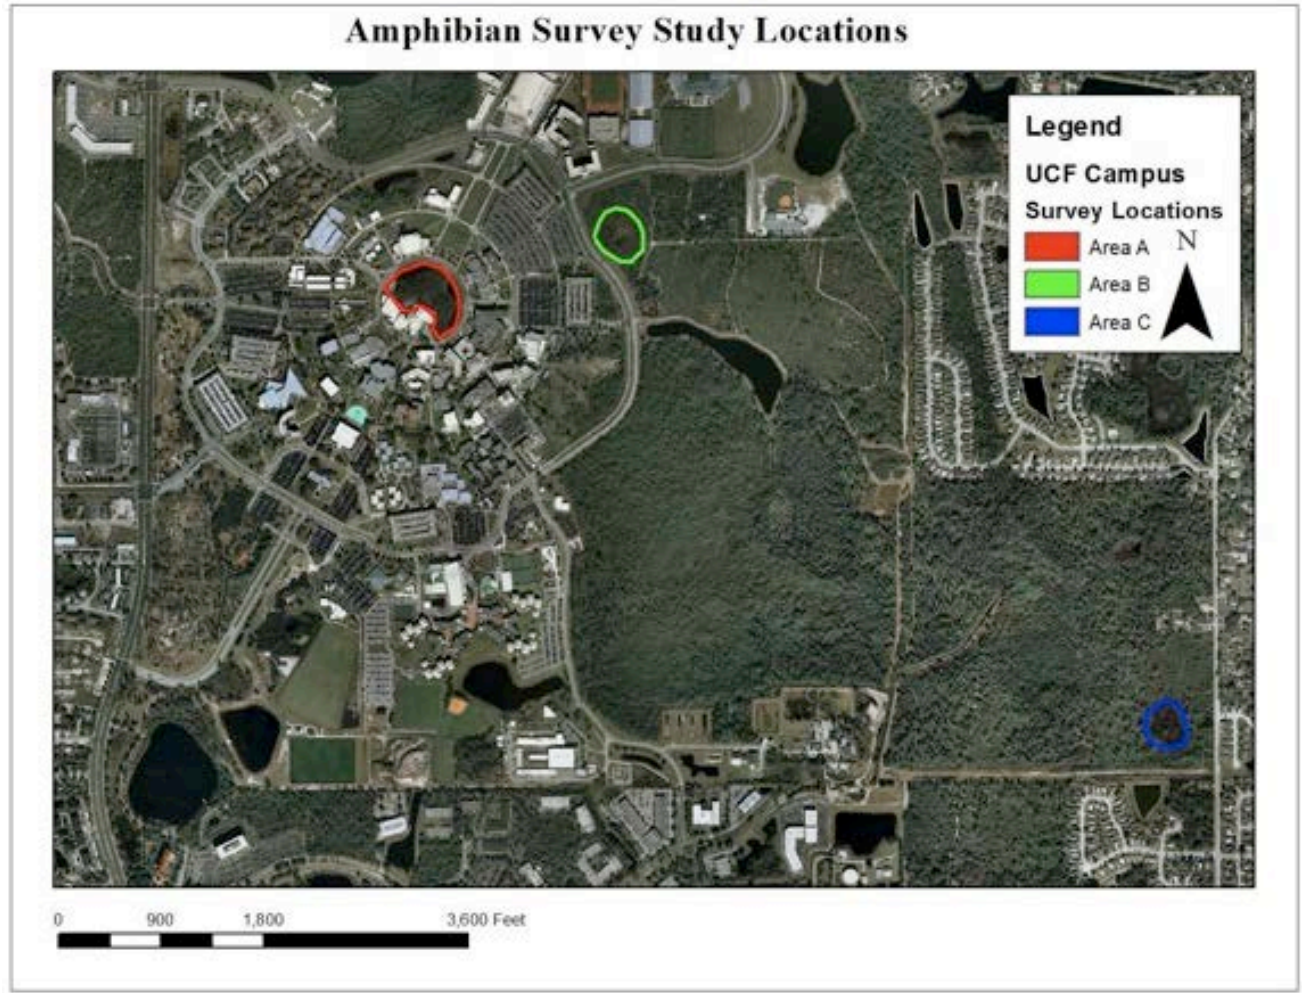 Amphibian Survey Study Locations
Legend
UCF Campus
Survey Locations
Area A
N
Area B
Area C
0 900 1,800 3,600 Feet